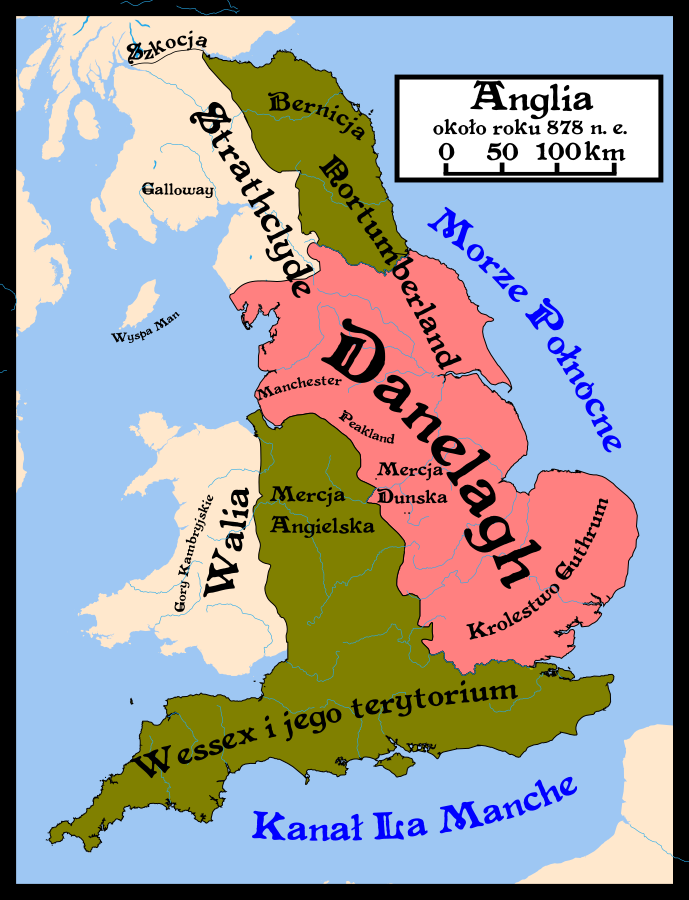 Anglia
około roku 878 n. e.
0 50 100 km
Szkocja
Bernicja
Strathclyde
Galloway
Nortumberland
Morze Północne
Wyspa Man
Danelagh
Manchester
Peakland
Mercja
Dunska
Mercja
Angielska
Walia
Gory Kambryjskie
Krolestwo Guthrum
Wessex i jego terytorium
Kanał La Manche